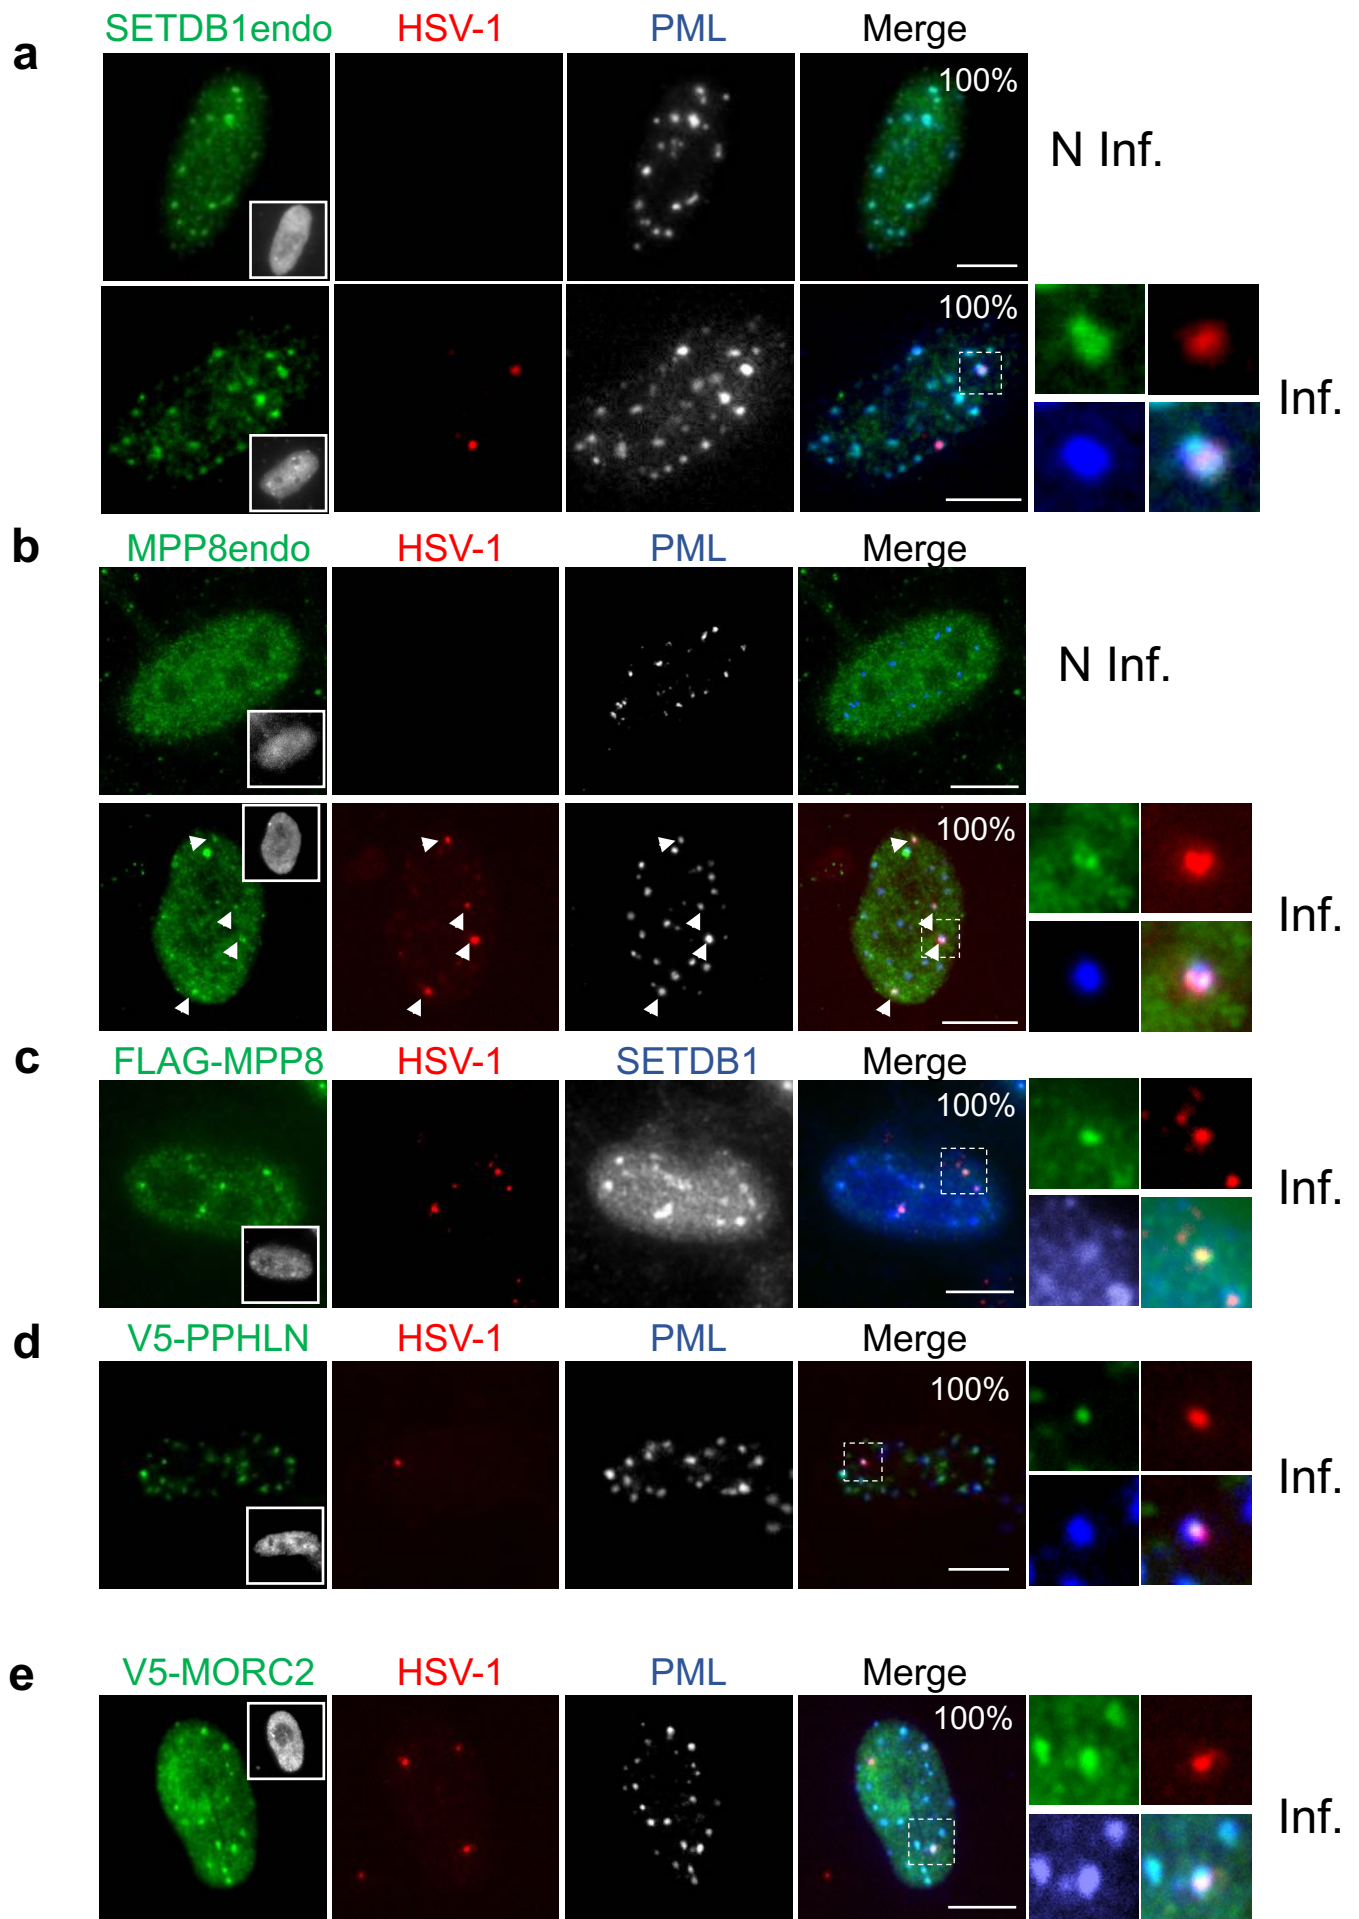 a
SETDB1endo HSV-1 PML Merge
100%
N Inf.
100%
Inf.
b
MPP8endo HSV-1 PML Merge
N Inf.
100%
Inf.
c
FLAG-MPP8 HSV-1 SETDB1 Merge
100%
Inf.
d
V5-PPHLN HSV-1 PML Merge
100%
Inf.
e
V5-MORC2 HSV-1 PML Merge
100%
Inf.